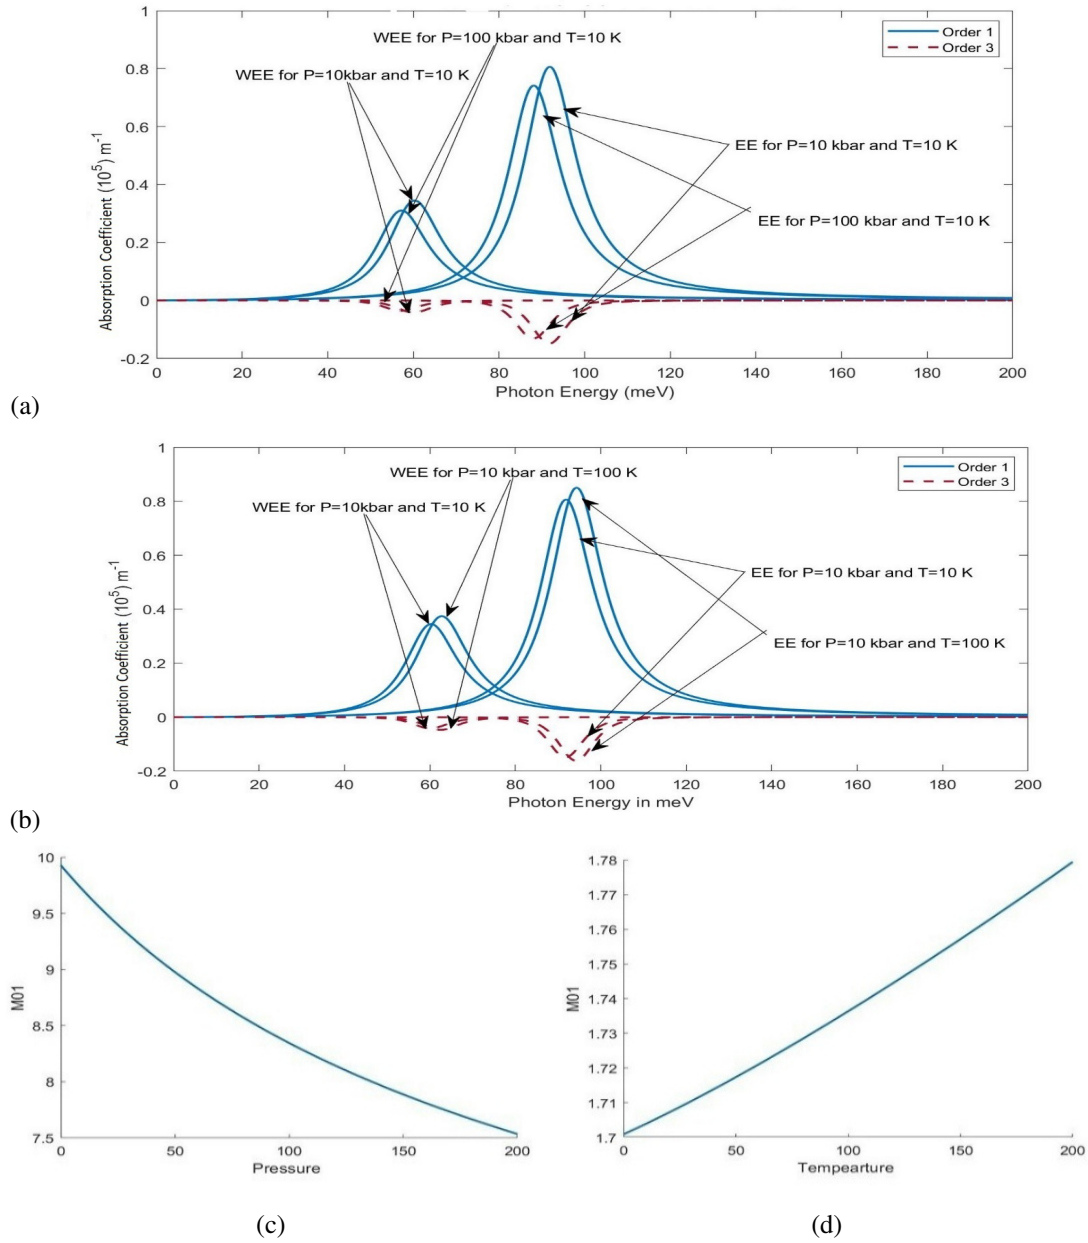 1
WEE for P=100 kbar and T=10 K
Order 1
Order 3
0.8
WEE for P=10kbar and T=10 K
0.6
EE for P=10 kbar and T=10 K
0.4
EE for P=100 kbar and T=10 K
0.2
0
-0.2
Absorption Coefficient (10^5) m^-1
0 20 40 60 80 100 120 140 160 180 200
Photon Energy (meV)
(a)
1
WEE for P=10 kbar and T=100 K
Order 1
Order 3
0.8
WEE for P=10kbar and T=10 K
0.6
EE for P=10 kbar and T=10 K
0.4
EE for P=10 kbar and T=100 K
0.2
0
-0.2
Absorption Coefficient (10^5) m^-1
0 20 40 60 80 100 120 140 160 180 200
Photon Energy in meV
(b)
10
9.5
9
8.5
8
7.5
M01
0 50 100 150 200
Pressure
(c)
1.78
1.77
1.76
1.75
1.74
1.73
1.72
1.71
1.7
M01
0 50 100 150 200
Tempearture
(d)